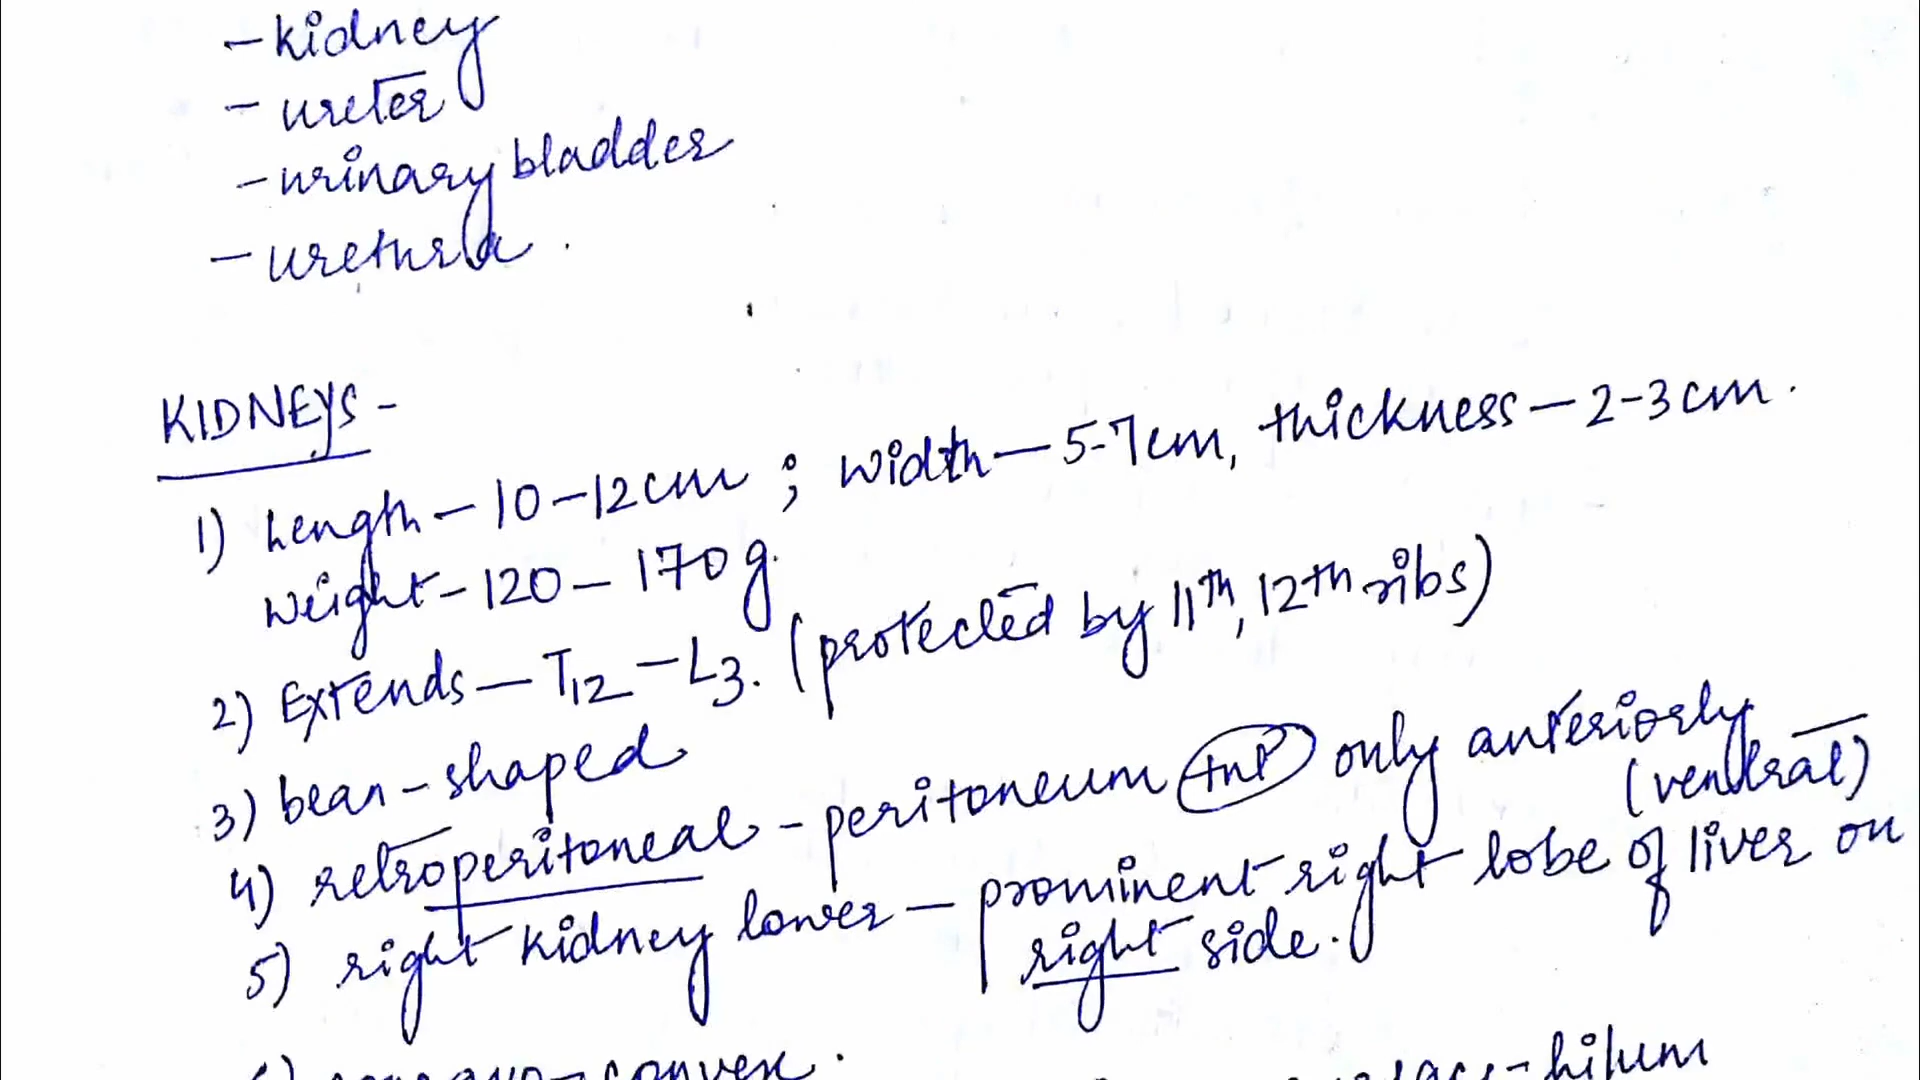 - kidney
- ureter
- urinary bladder
- urethra.
KIDNEYS -
1) Length - 10-12cm ; width - 5-7cm, thickness - 2-3cm.
Weight - 120 - 170g.
2) Extends - T12 - L3. (protected by 11th, 12th ribs)
3) bean-shaped
4) retroperitoneal - peritoneum only anteriorly
(ventral)
5) right kidney lower - prominent right lobe of liver on
right side.
convex.
- hilum